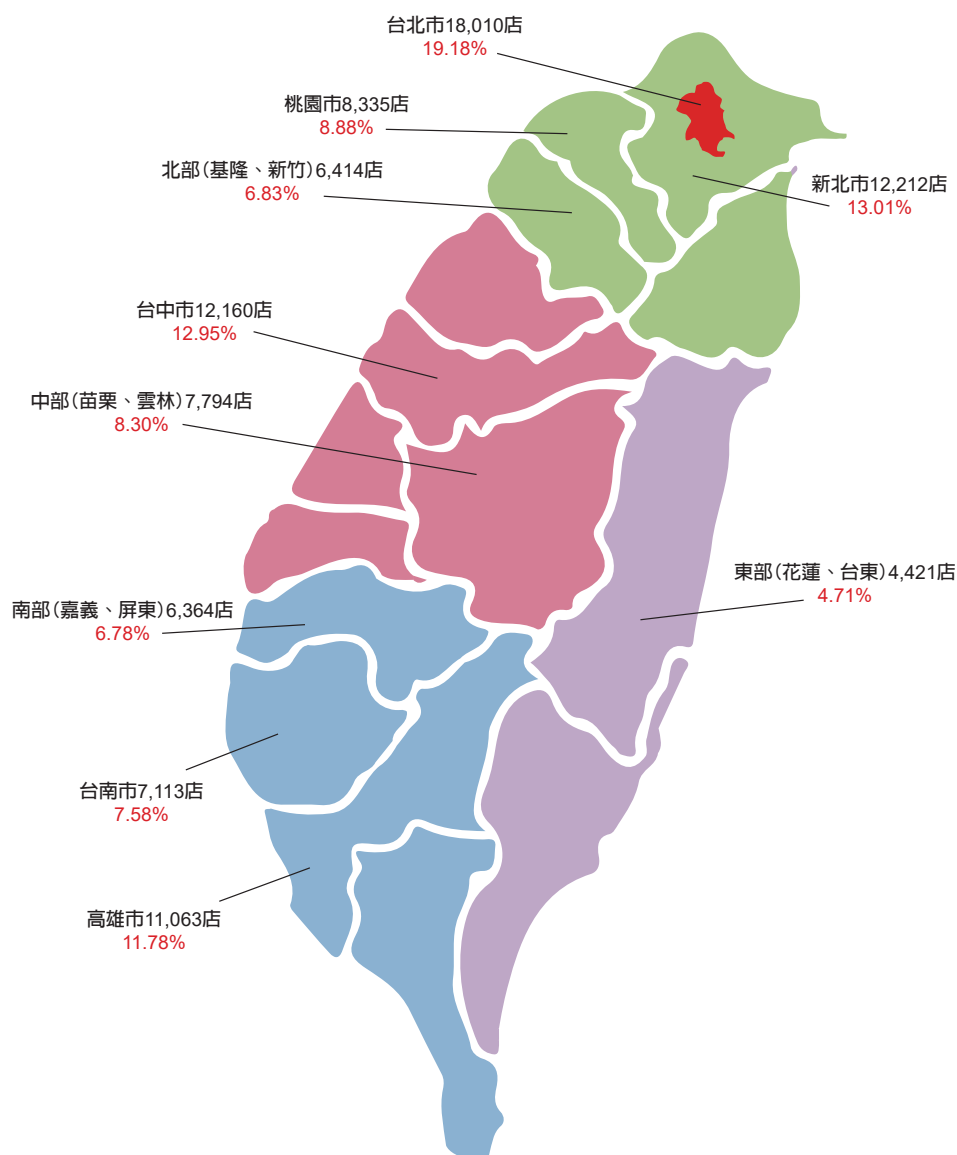 台北市18,010店
19.18%
桃園市8,335店
8.88%
北部(基隆、新竹)6,414店
6.83%
新北市12,212店
13.01%
台中市12,160店
12.95%
中部(苗栗、雲林)7,794店
8.30%
東部(花蓮、台東)4,421店
4.71%
南部(嘉義、屏東)6,364店
6.78%
台南市7,113店
7.58%
高雄市11,063店
11.78%